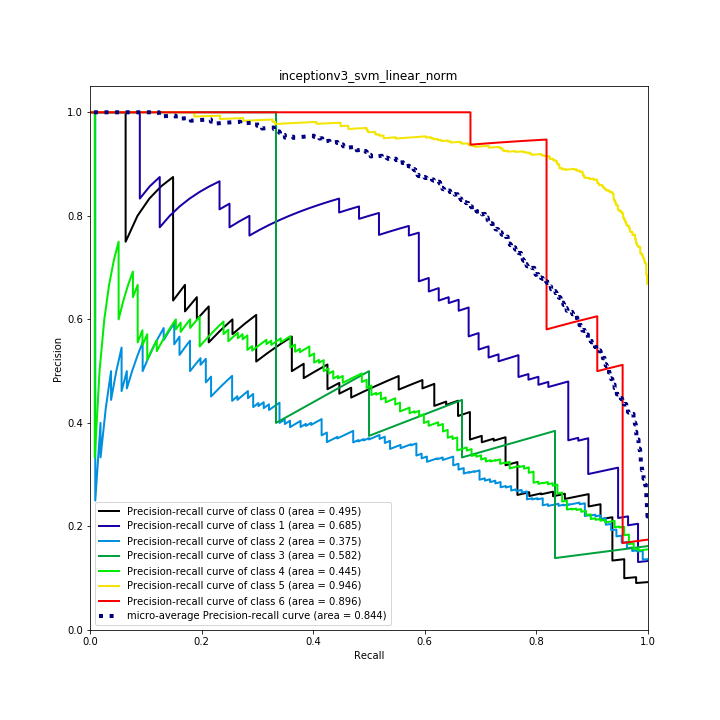 inceptionv3_svm_linear_norm
Precision
1.0
0.8
0.6
0.4
0.2
0.0
Precision-recall curve of class 0 (area = 0.495)
Precision-recall curve of class 1 (area = 0.685)
Precision-recall curve of class 2 (area = 0.375)
Precision-recall curve of class 3 (area = 0.582)
Precision-recall curve of class 4 (area = 0.445)
Precision-recall curve of class 5 (area = 0.946)
Precision-recall curve of class 6 (area = 0.896)
micro-average Precision-recall curve (area = 0.844)
0.0 0.2 0.4 0.6 0.8 1.0
Recall